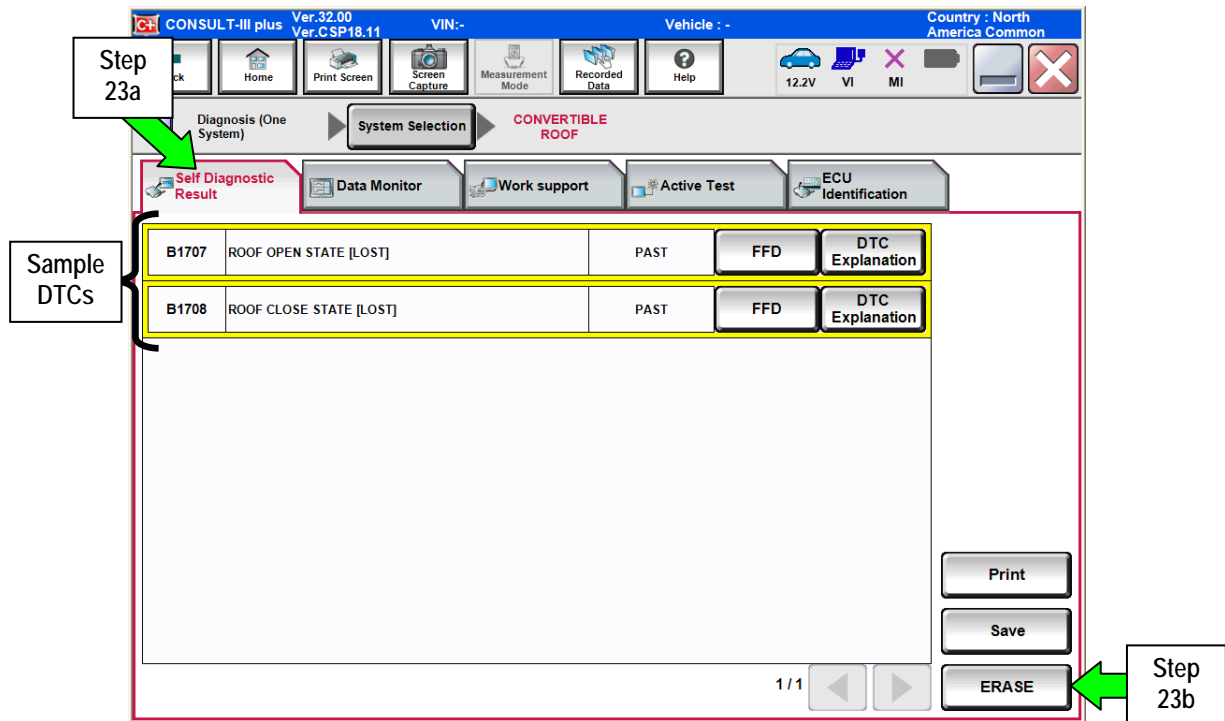 C+ CONSULT-III plus Ver.32.00 VIN:- Vehicle : - Country : North
Ver.CSP18.11 America Common
Step
23a
ck Home Print Screen Screen Measurement Recorded Help 12.2V VI MI
Capture Mode Data
Diagnosis (One System Selection CONVERTIBLE
System) ROOF
Self Diagnostic Data Monitor Work support Active Test ECU
Result Identification
Sample
DTCs
B1707 ROOF OPEN STATE [LOST] PAST FFD DTC
Explanation
B1708 ROOF CLOSE STATE [LOST] PAST FFD DTC
Explanation
Print
Save
1/1 ERASE
Step
23b